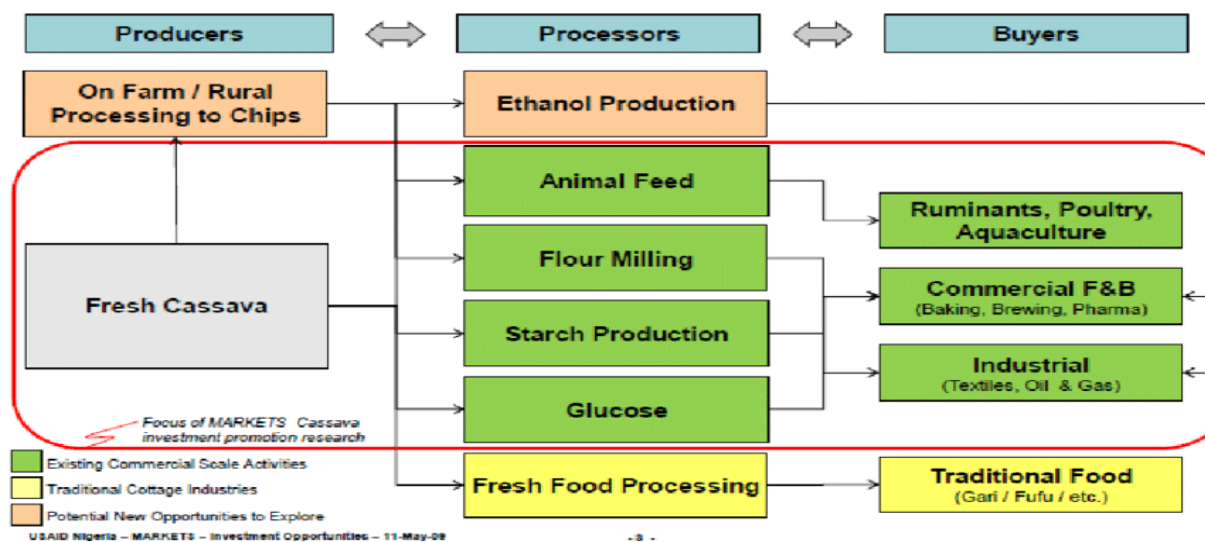 Producers
Processors
Buyers
On Farm / Rural
Processing to Chips
Ethanol Production
Animal Feed
Ruminants, Poultry,
Aquaculture
Flour Milling
Fresh Cassava
Commercial F&B
(Baking, Brewing, Pharma)
Starch Production
Industrial
(Textiles, Oil & Gas)
Glucose
Focus of MARKETS Cassava
investment promotion research
Existing Commercial Scale Activities
Traditional Cottage Industries
Potential New Opportunities to Explore
Fresh Food Processing
Traditional Food
(Gari / Fufu / etc.)
USAID Nigeria – MARKETS – Investment Opportunities – 11-May-09